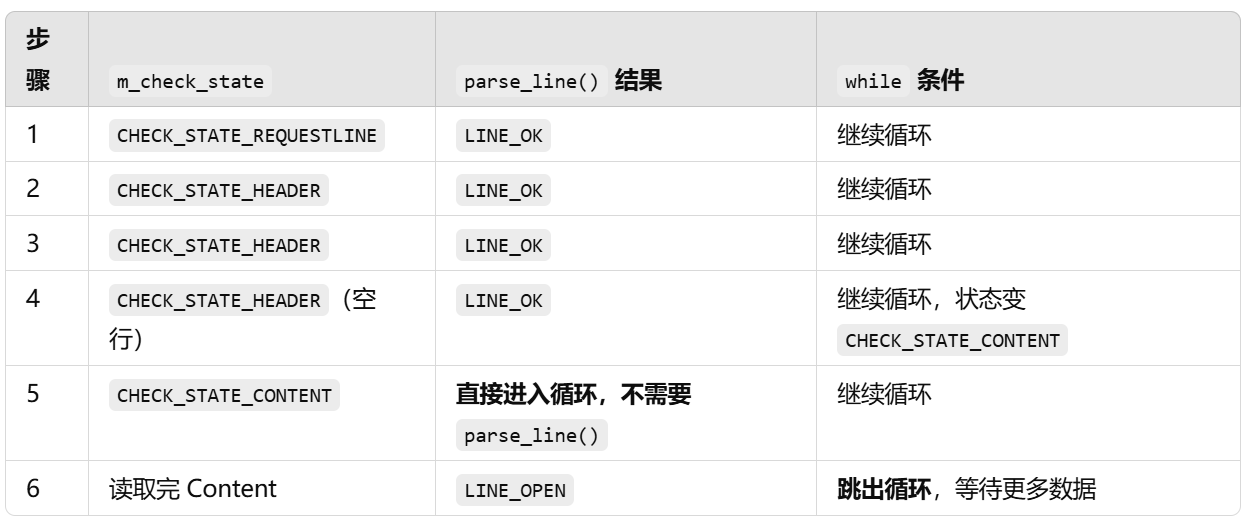 步骤 m_check_state parse_line() 结果 while 条件
1 CHECK_STATE_REQUESTLINE LINE_OK 继续循环
2 CHECK_STATE_HEADER LINE_OK 继续循环
3 CHECK_STATE_HEADER LINE_OK 继续循环
4 CHECK_STATE_HEADER（空 LINE_OK 继续循环，状态变
行） CHECK_STATE_CONTENT
5 CHECK_STATE_CONTENT 直接进入循环，不需要 继续循环
parse_line()
6 读取完 Content LINE_OPEN 跳出循环，等待更多数据